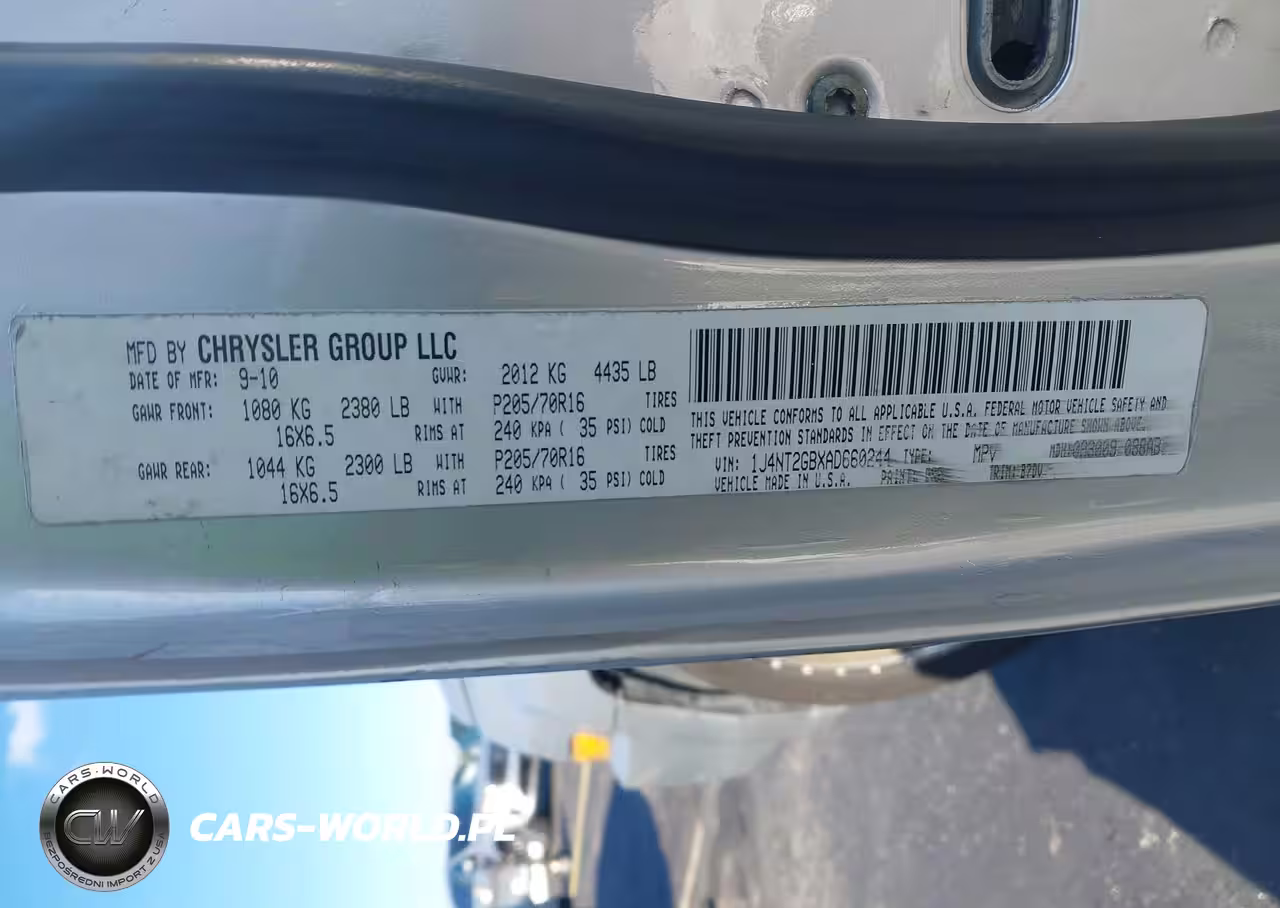 MFD BY CHRYSLER GROUP LLC
DATE OF MFR: 9-10 GVWR: 2012 KG 4435 LB
GAWR FRONT: 1080 KG 2380 LB WITH P205/70R16 TIRES
16X6.5 RIMS AT 240 KPA ( 35 PSI) COLD
GAWR REAR: 1044 KG 2300 LB WITH P205/70R16 TIRES
16X6.5 RIMS AT 240 KPA ( 35 PSI) COLD
THIS VEHICLE CONFORMS TO ALL APPLICABLE U.S.A. FEDERAL MOTOR VEHICLE SAFETY AND
THEFT PREVENTION STANDARDS IN EFFECT ON THE DATE OF MANUFACTURE SHOWN ABOVE.
VIN: 1J4NT2GBXAD660244 TYPE: MPV
VEHICLE MADE IN U.S.A.
CARS-WORLD
CW
BEZPOŚREDNI IMPORT Z USA
CARS-WORLD.PL